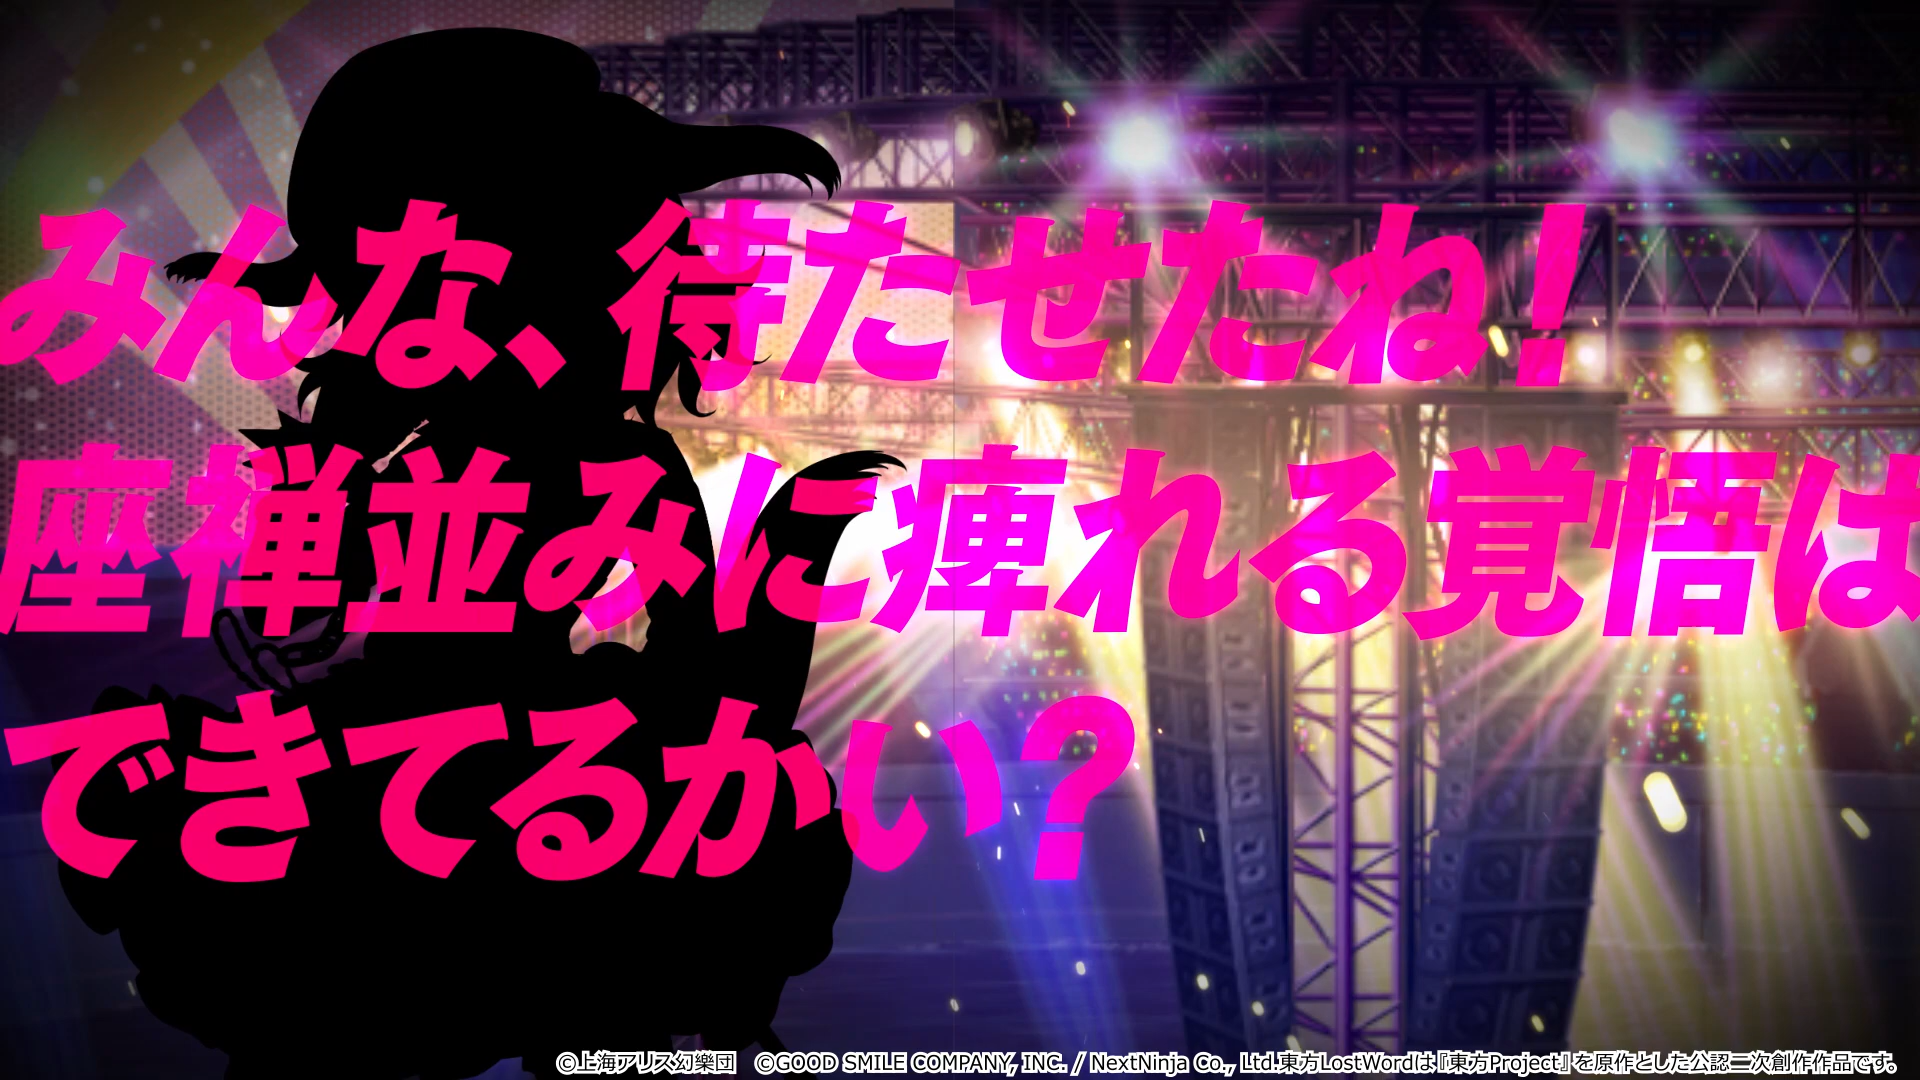 みんな、待たせたね!
座禅並みに痺れる覚悟は
できてるかい?
©上海アリス幻樂団 ©GOOD SMILE COMPANY, INC. / NextNinja Co., Ltd.東方LostWordは『東方Project』を原作とした公認二次創作作品です。